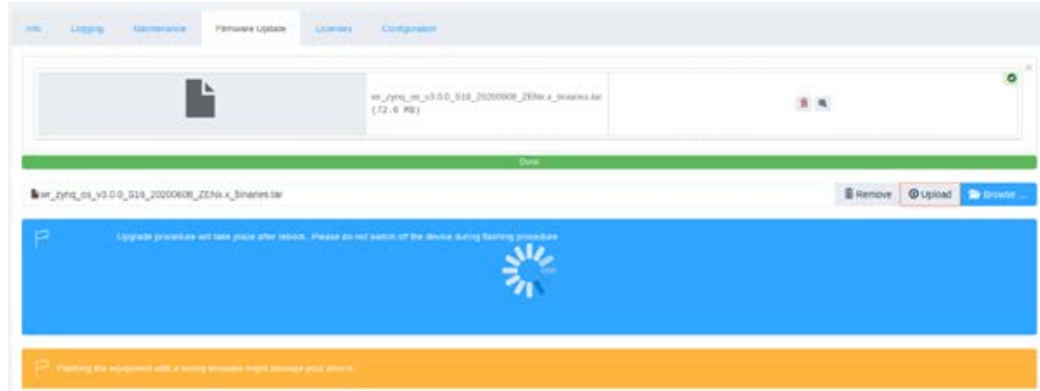 Info Logging Maintenance Firmware Update Licenses Configuration
×
wr_zynq_os_v3.0.0_S16_20200608_ZENx.x_binaries.tar
(72.6 MB)
Done
wr_zynq_os_v3.0.0_S16_20200608_ZENx.x_binaries.tar Remove Upload Browse ...
Upgrade procedure will take place after reboot...Please do not switch off the device during flashing procedure
Flashing the equipment with a wrong firmware might damage your device